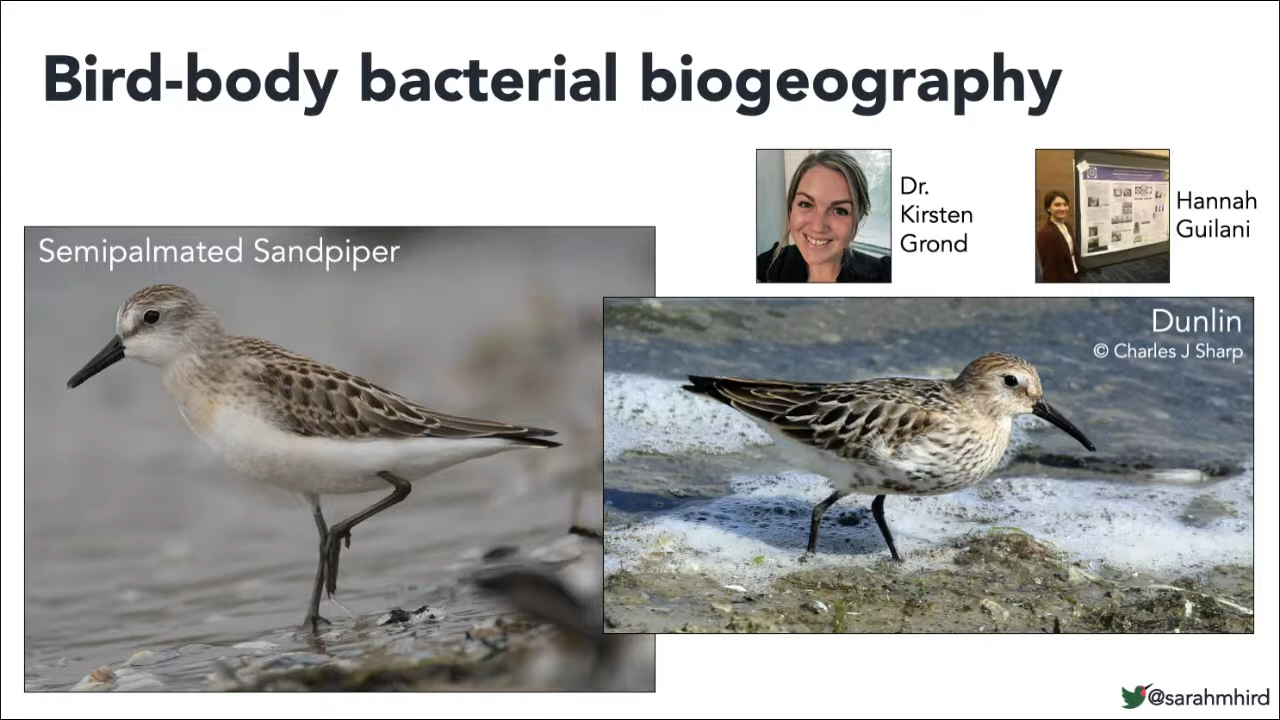 Bird-body bacterial biogeography
Dr.
Kirsten
Grond
Hannah
Guilani
Semipalmated Sandpiper
Dunlin
© Charles J Sharp
@sarahmhird